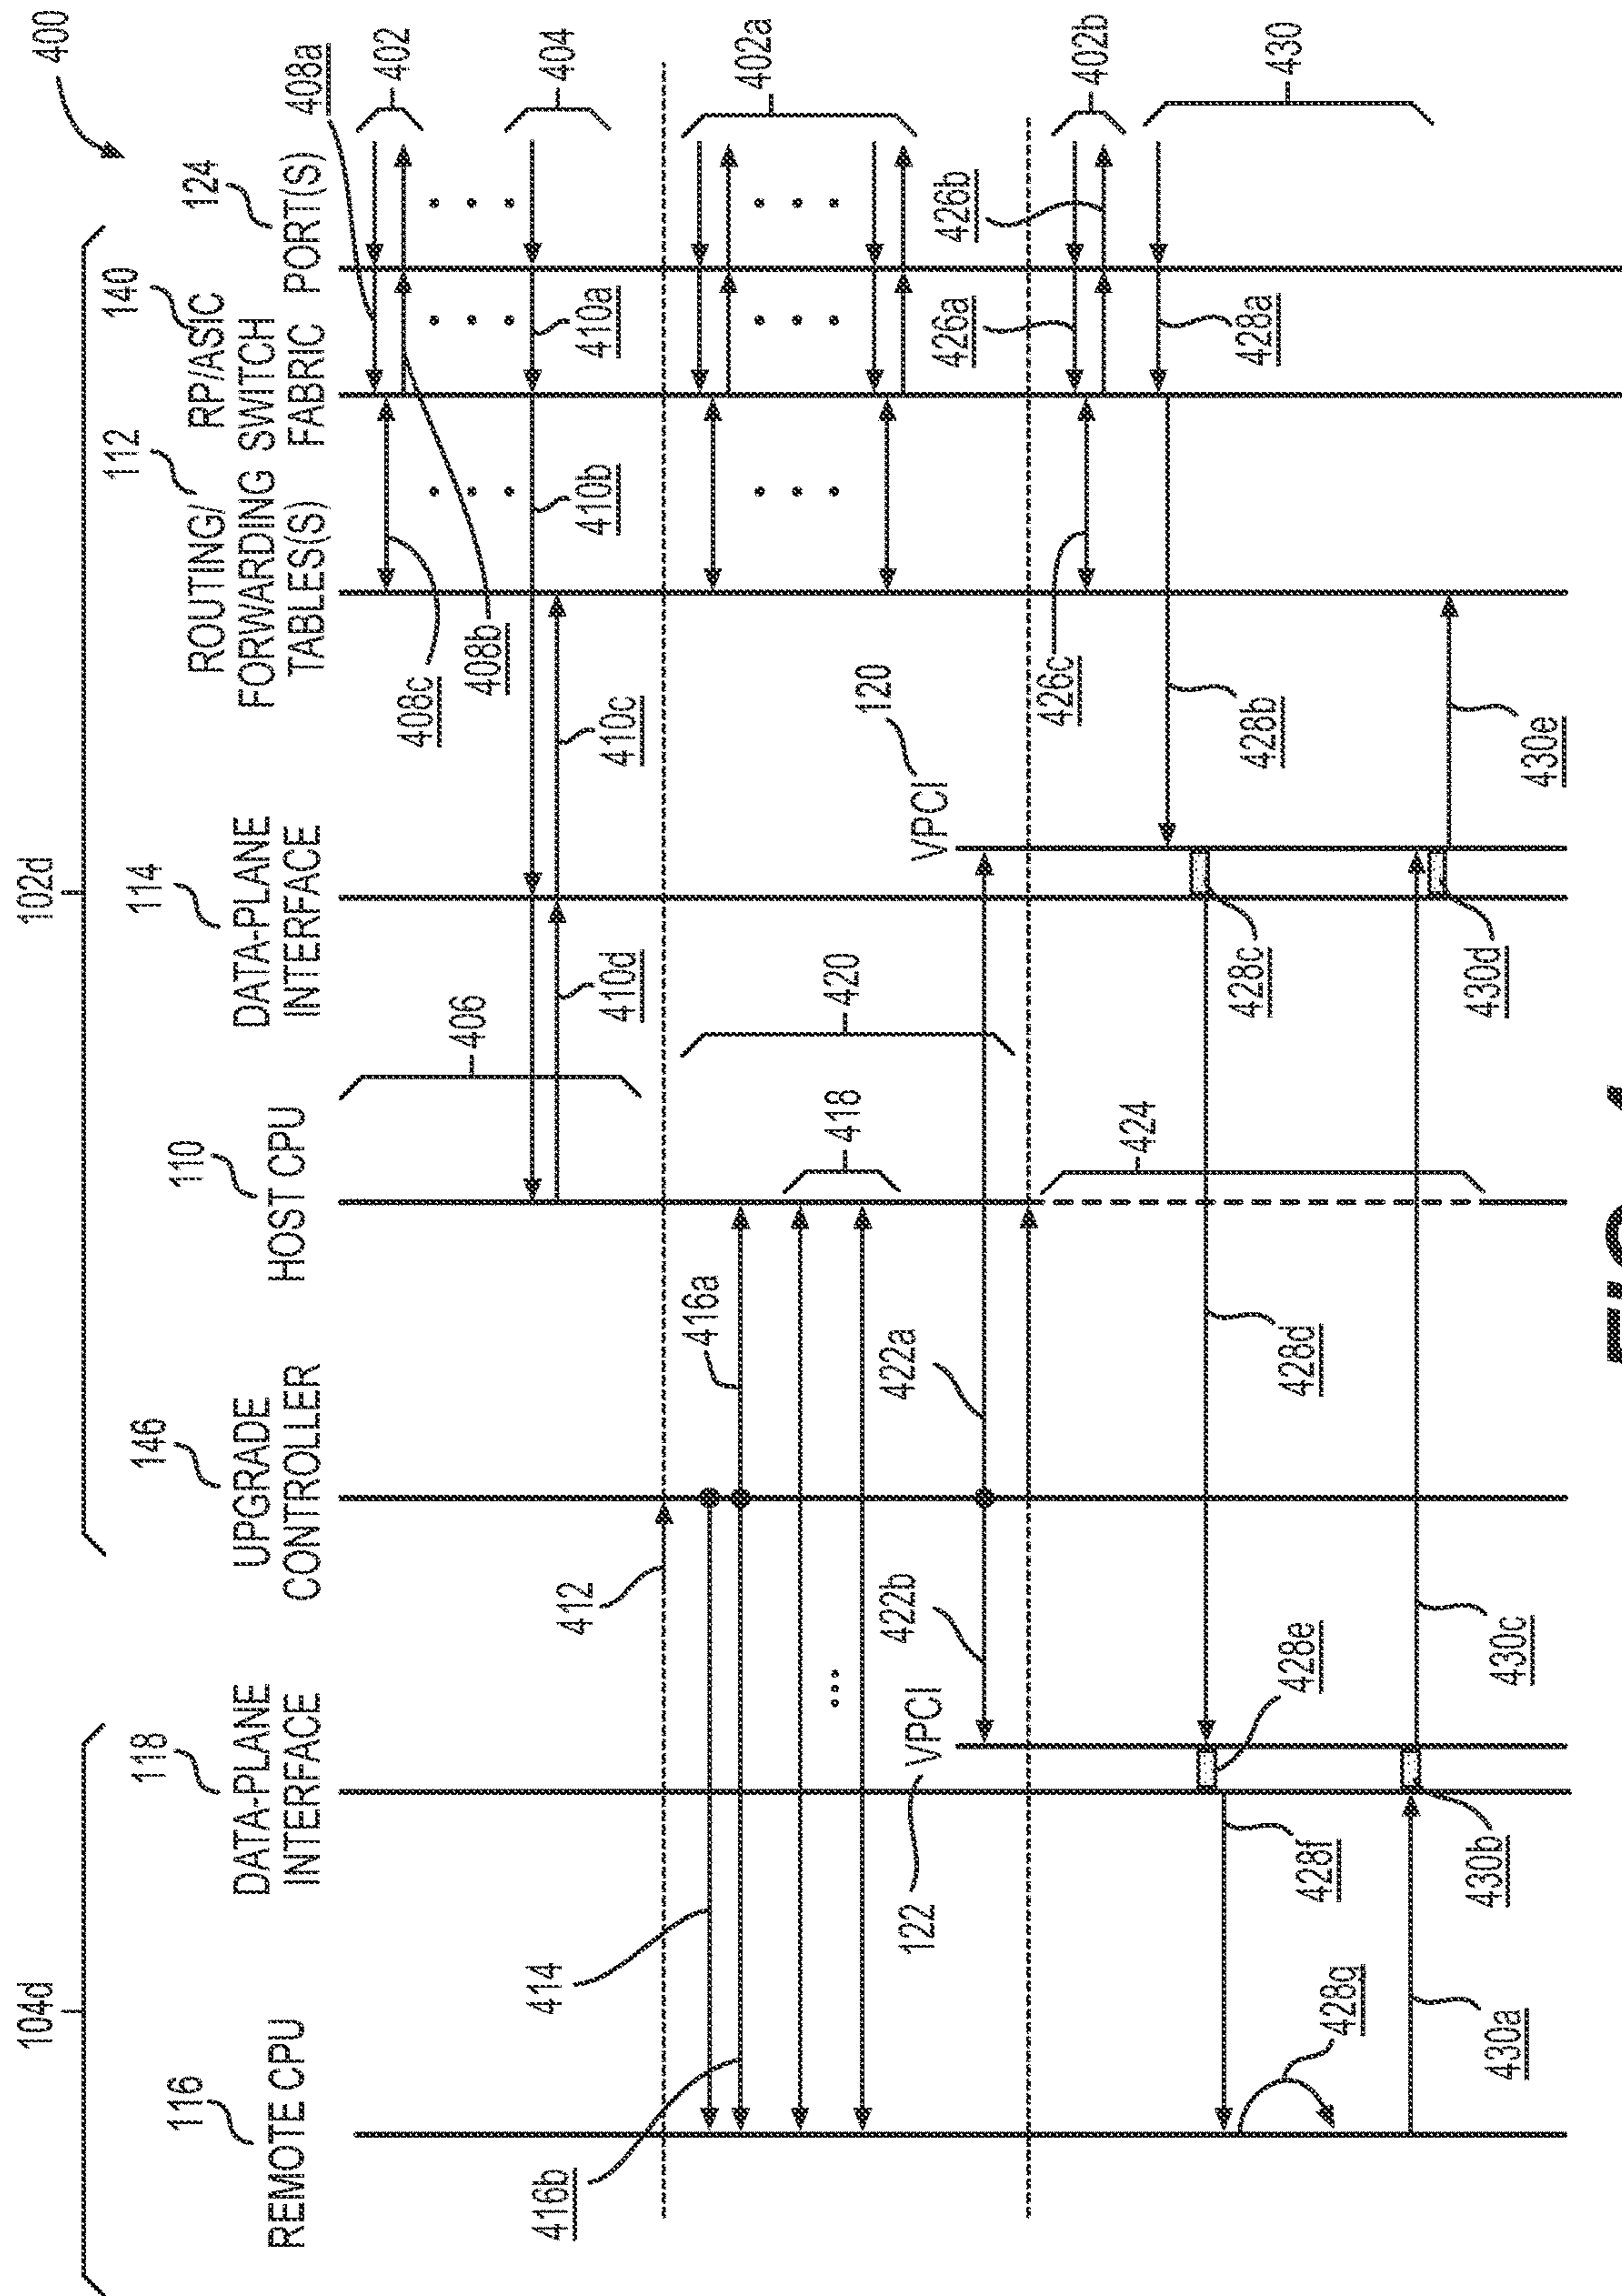 400
104d
102d
116
REMOTE CPU
118
DATA-PLANE
INTERFACE
146
UPGRADE
CONTROLLER
110
HOST CPU
114
DATA-PLANE
INTERFACE
112
ROUTING/
FORWARDING
TABLES(S)
140
RP/ASIC
SWITCH
FABRIC
124
PORT(S)
408a
402
404
406
408c
408b
410a
410b
410c
410d
412
414
416b
416a
418
420
402a
422b
422a
122
VPCI
VPCI
120
426a
426b
426c
402b
424
430
428a
428b
428c
428d
428e
428f
428g
430a
430b
430c
430d
430e